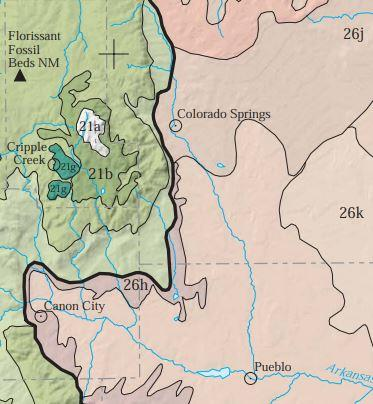 Florissant
Fossil
Beds NM
26j
21a
Colorado Springs
Cripple
Creek
21g
21b
21g
26k
26h
Canon City
Pueblo
Arkansas